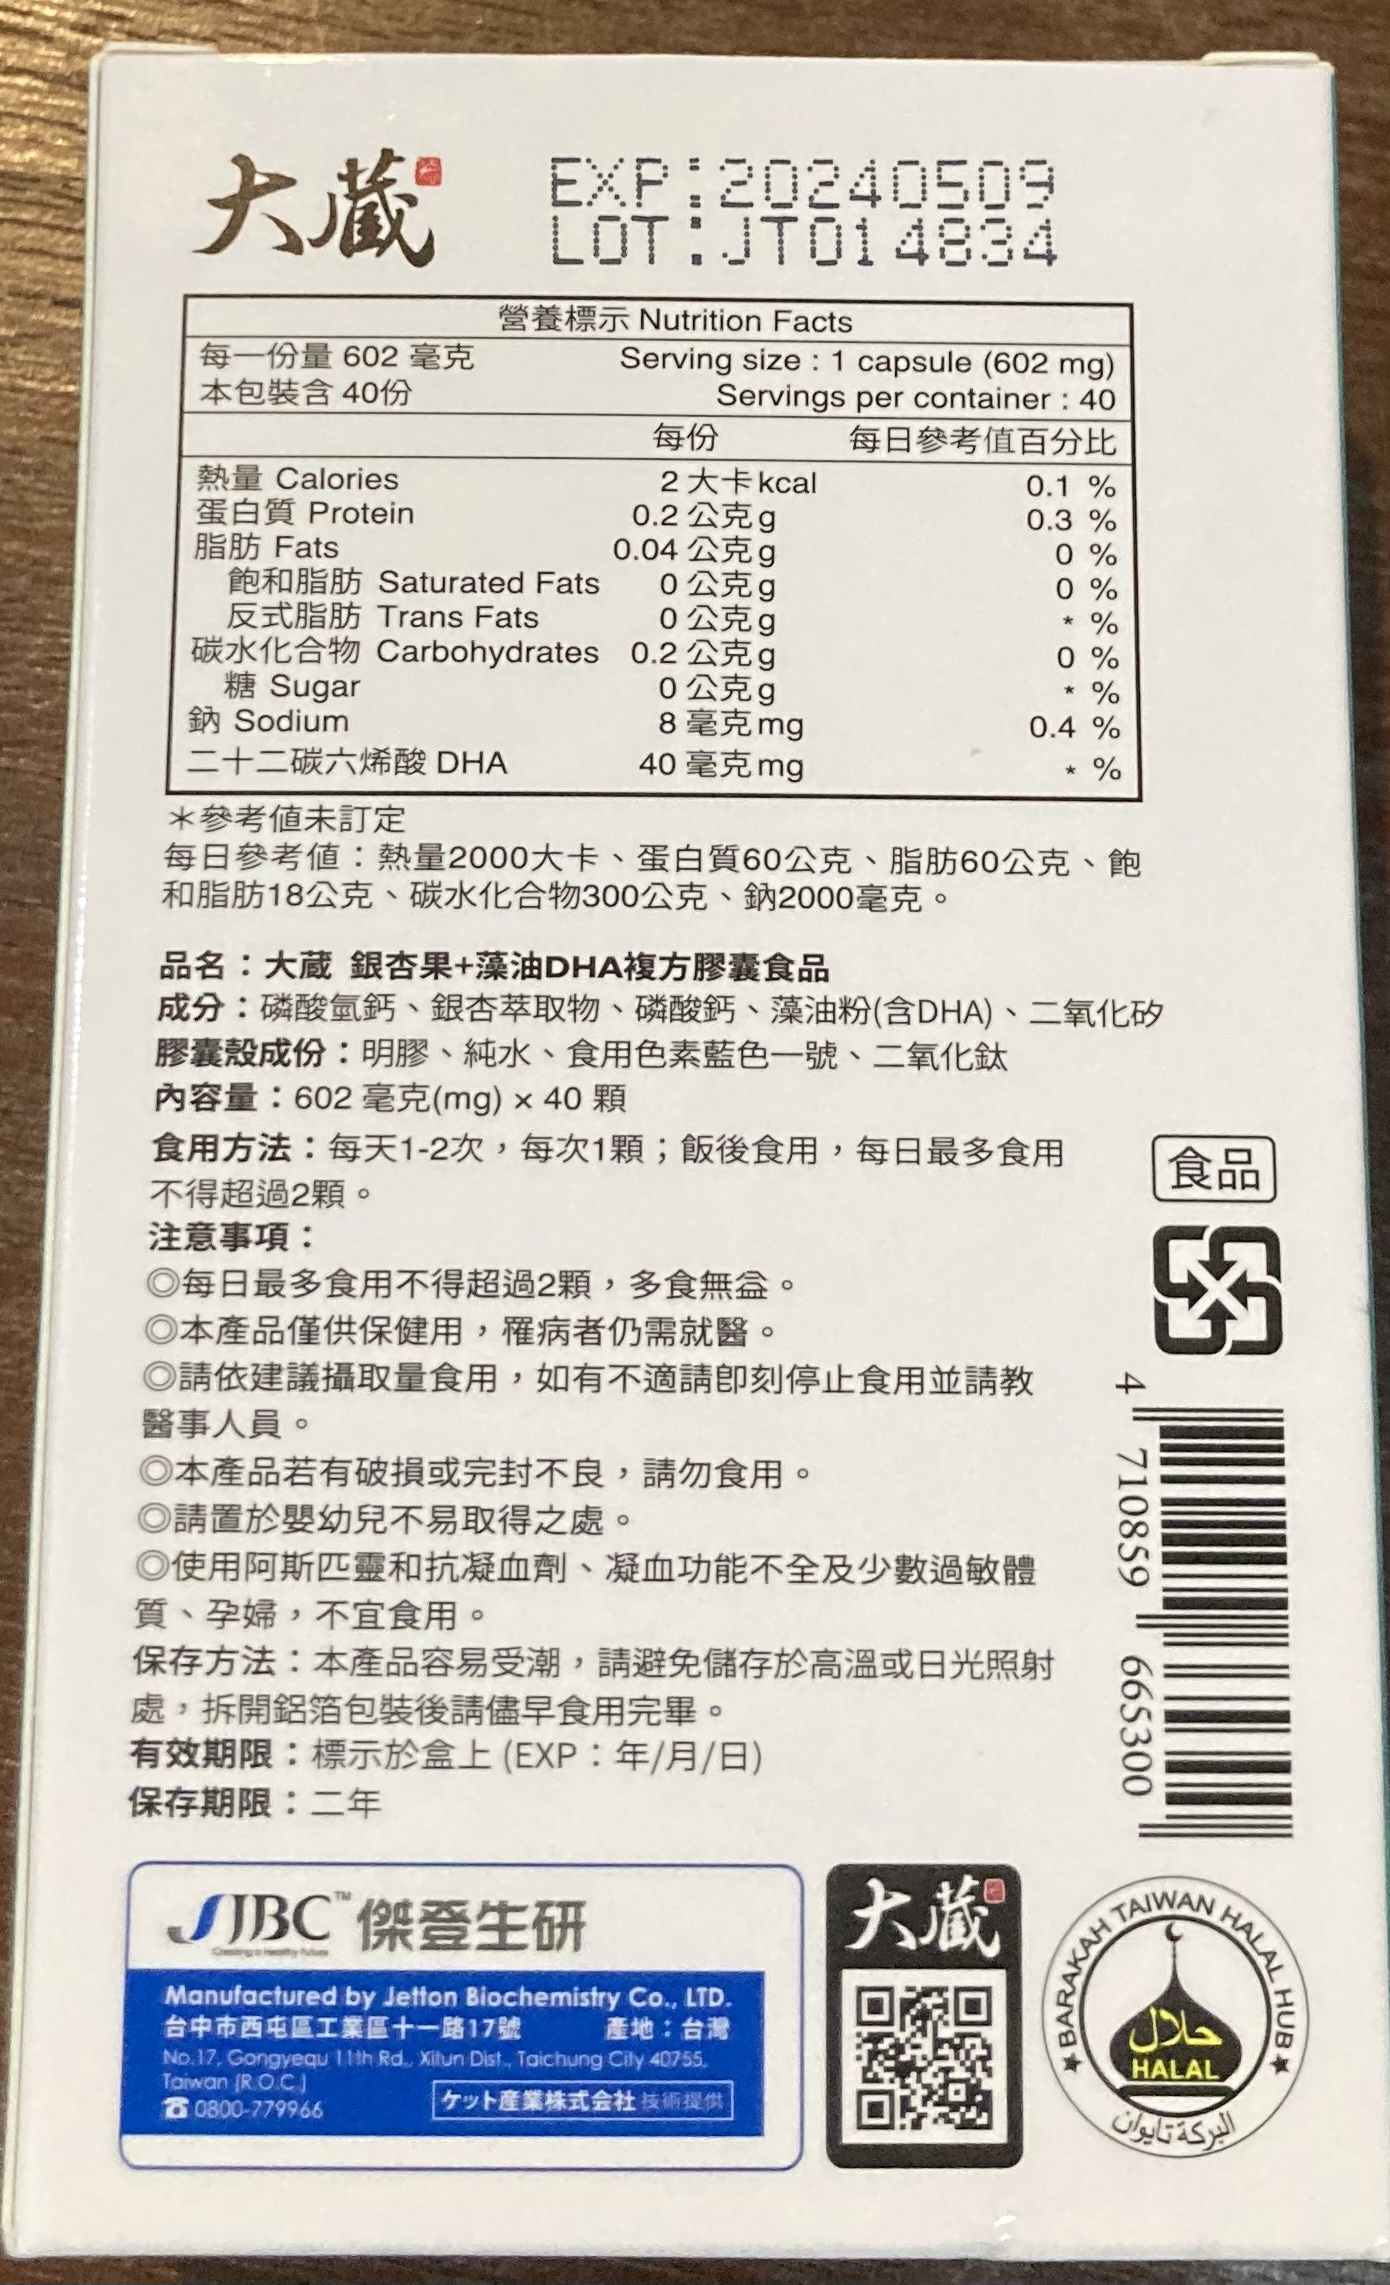 大蔵
EXP:20240509
LOT:JT014834
營養標示 Nutrition Facts
每一份量 602 毫克 Serving size : 1 capsule (602 mg)
本包裝含 40份 Servings per container : 40
每份 每日參考值百分比
熱量 Calories 2 大卡 kcal 0.1 %
蛋白質 Protein 0.2 公克 g 0.3 %
脂肪 Fats 0.04 公克 g 0 %
飽和脂肪 Saturated Fats 0 公克 g 0 %
反式脂肪 Trans Fats 0 公克 g * %
碳水化合物 Carbohydrates 0.2 公克 g 0 %
糖 Sugar 0 公克 g * %
鈉 Sodium 8 毫克 mg 0.4 %
二十二碳六烯酸 DHA 40 毫克 mg * %
＊參考值未訂定
每日參考值：熱量2000大卡、蛋白質60公克、脂肪60公克、飽
和脂肪18公克、碳水化合物300公克、鈉2000毫克。
品名：大蔵 銀杏果+藻油DHA複方膠囊食品
成分：磷酸氫鈣、銀杏萃取物、磷酸鈣、藻油粉(含DHA)、二氧化矽
膠囊殼成份：明膠、純水、食用色素藍色一號、二氧化鈦
內容量：602 毫克(mg) × 40 顆
食用方法：每天1-2次，每次1顆；飯後食用，每日最多食用
不得超過2顆。
注意事項：
◎每日最多食用不得超過2顆，多食無益。
◎本產品僅供保健用，罹病者仍需就醫。
◎請依建議攝取量食用，如有不適請卽刻停止食用並請教
醫事人員。
◎本產品若有破損或完封不良，請勿食用。
◎請置於嬰幼兒不易取得之處。
◎使用阿斯匹靈和抗凝血劑、凝血功能不全及少數過敏體
質、孕婦，不宜食用。
保存方法：本產品容易受潮，請避免儲存於高溫或日光照射
處，拆開鋁箔包裝後請儘早食用完畢。
有效期限：標示於盒上 (EXP：年/月/日)
保存期限：二年
食品
4 710859 665300
JBC™ 傑登生研
Creating a Healthy Future
Manufactured by Jetton Biochemistry Co., LTD.
台中市西屯區工業區十一路17號 產地：台灣
No.17, Gongyequ 11th Rd., Xitun Dist., Taichung City 40755,
Taiwan (R.O.C.)
☎ 0800-779966
ケット産業株式会社 技術提供
大蔵
★ BARAKAH TAIWAN HALAL HUB ★
حلال
HALAL
البركة تايوان